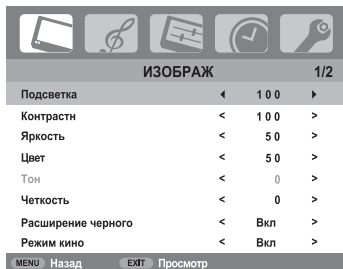 ИЗОБРАЖ 1/2
Подсветка 100
Контрастн < 100 >
Яркость < 50 >
Цвет < 50 >
Тон < 0 >
Четкость < 0 >
Расширение черного < Вкл >
Режим кино < Вкл >
MENU Назад EXIT Просмотр